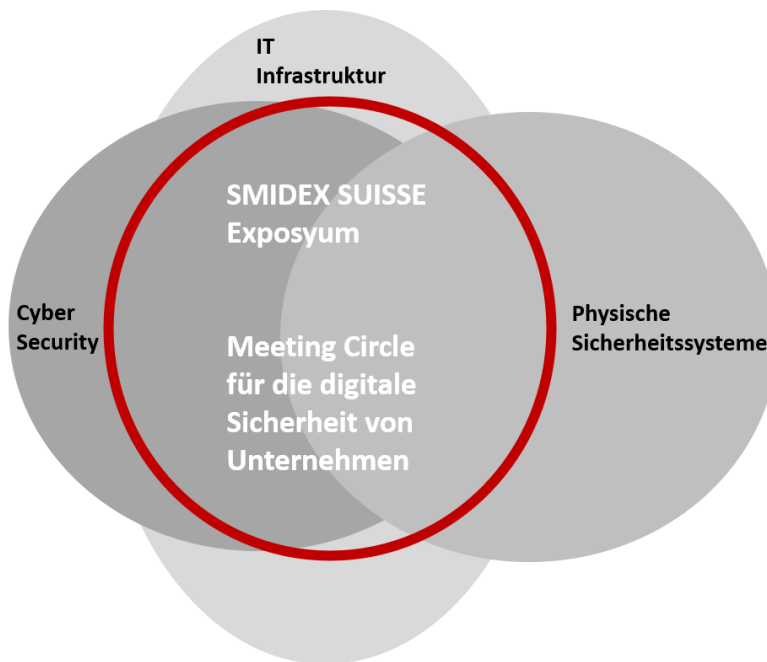 IT
Infrastruktur
SMIDEX SUISSE
Exposyum
Cyber
Security
Physische
Sicherheitssysteme
Meeting Circle
für die digitale
Sicherheit von
Unternehmen